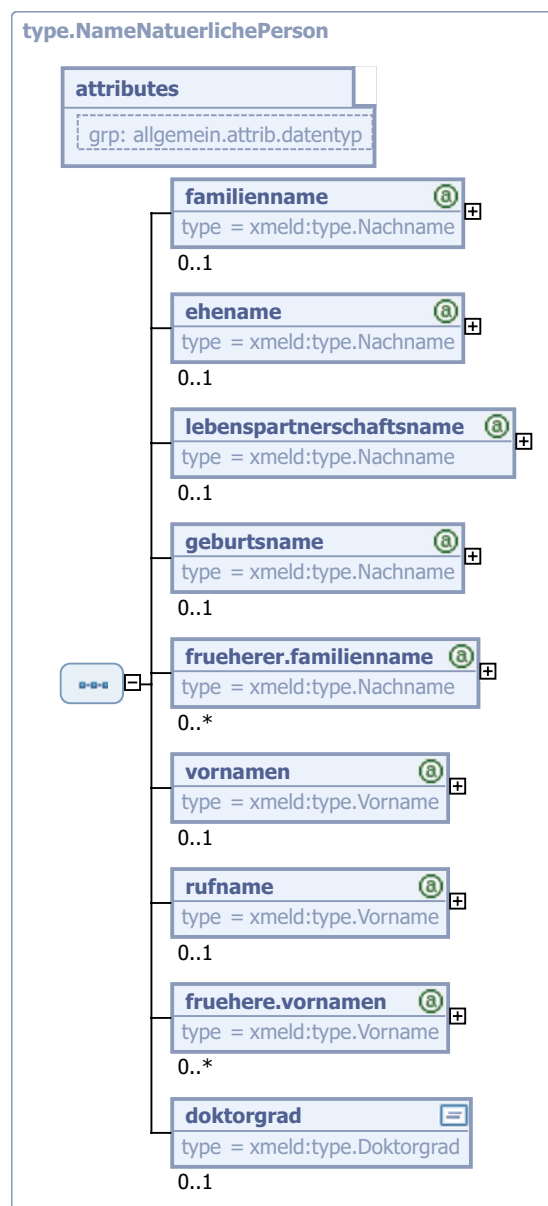 type.NameNatuerlichePerson
attributes
grp: allgemein.attrib.datentyp
familienname
type = xmeld:type.Nachname
0..1
ehename
type = xmeld:type.Nachname
0..1
lebenspartnerschaftsname
type = xmeld:type.Nachname
0..1
geburtsname
type = xmeld:type.Nachname
0..1
frueherer.familienname
type = xmeld:type.Nachname
0..*
vornamen
type = xmeld:type.Vorname
0..1
rufname
type = xmeld:type.Vorname
0..1
fruehere.vornamen
type = xmeld:type.Vorname
0..*
doktorgrad
type = xmeld:type.Doktorgrad
0..1